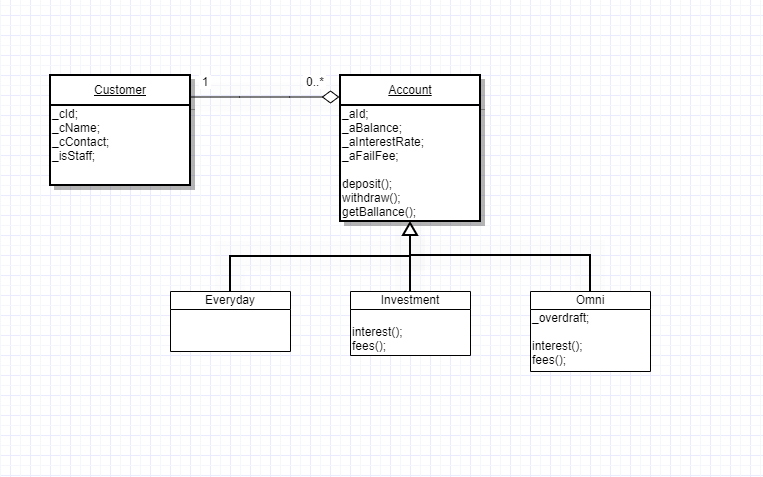 Customer
_cId;
_cName;
_cContact;
_isStaff;
1
0..*
Account
_aId;
_aBalance;
_aInterestRate;
_aFailFee;
deposit();
withdraw();
getBallance();
Everyday
Investment
interest();
fees();
Omni
_overdraft;
interest();
fees();